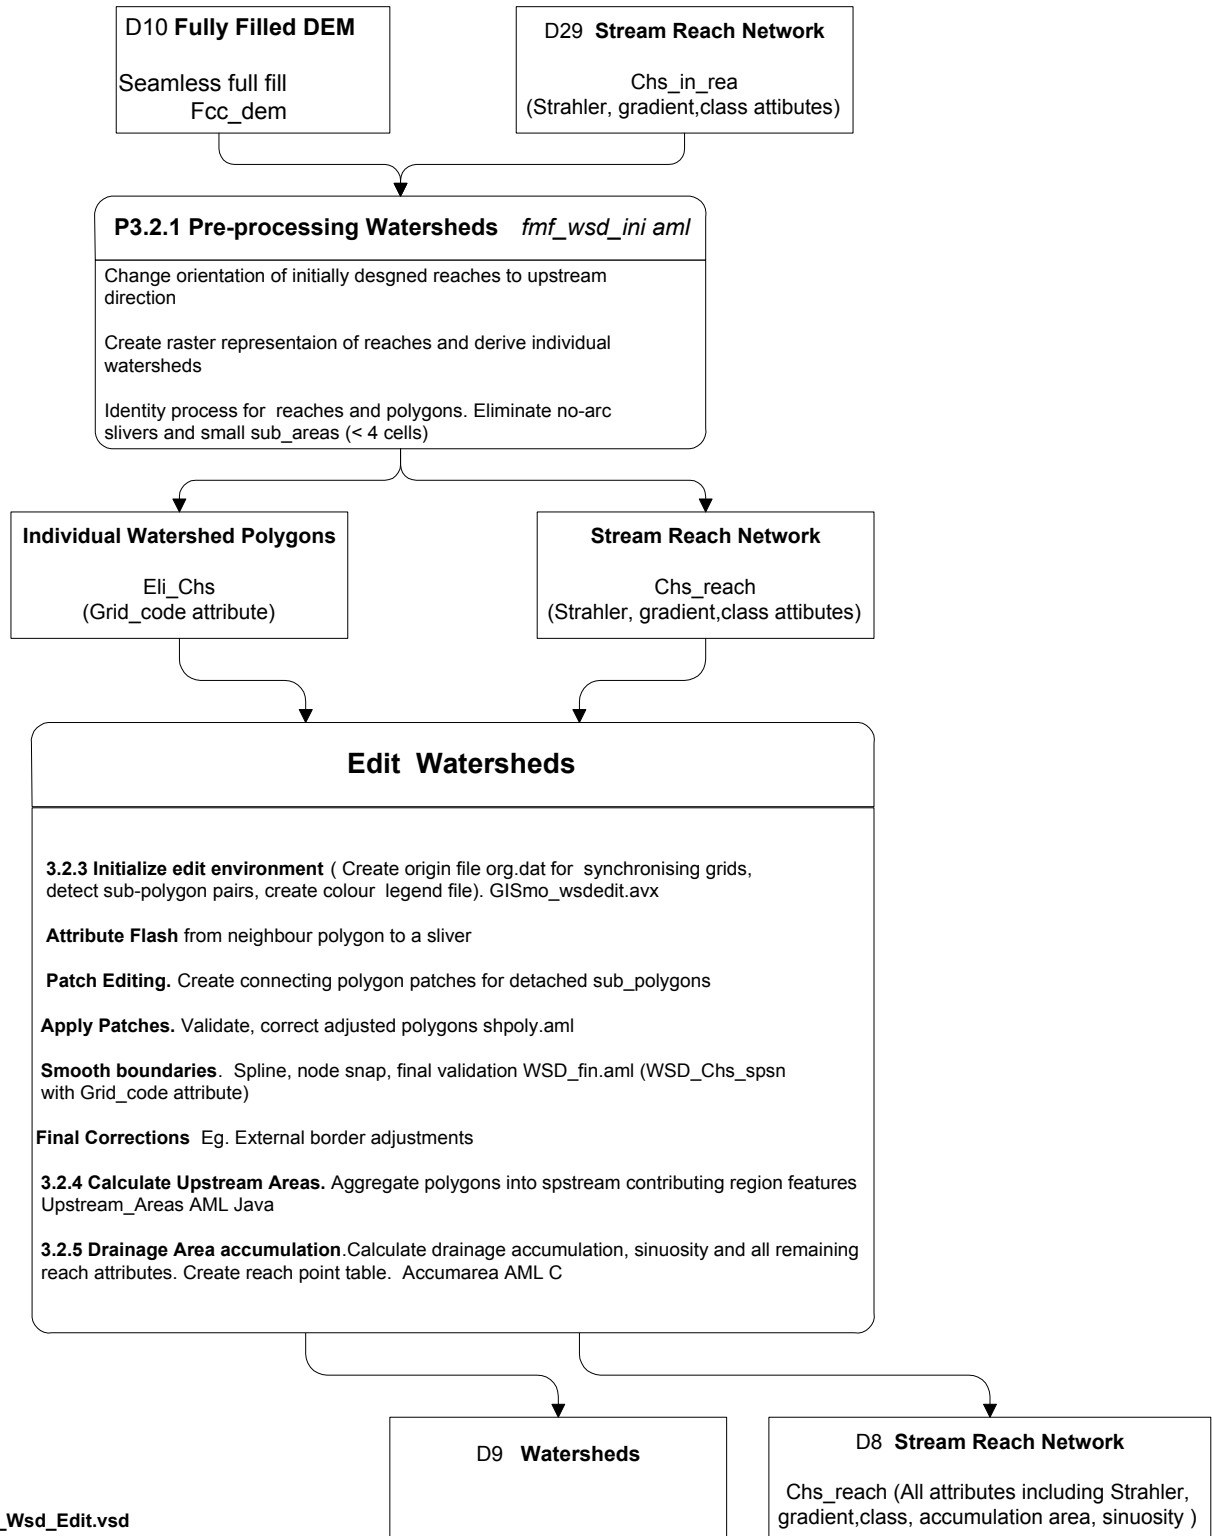 D10 Fully Filled DEM
Seamless full fill
Fcc_dem
D29 Stream Reach Network
Chs_in_rea
(Strahler, gradient,class attibutes)
P3.2.1 Pre-processing Watersheds fmf_wsd_ini aml
Change orientation of initially desgned reaches to upstream
direction
Create raster representaion of reaches and derive individual
watersheds
Identity process for reaches and polygons. Eliminate no-arc
slivers and small sub_areas (< 4 cells)
Individual Watershed Polygons
Eli_Chs
(Grid_code attribute)
Stream Reach Network
Chs_reach
(Strahler, gradient,class attibutes)
Edit Watersheds
3.2.3 Initialize edit environment ( Create origin file org.dat for synchronising grids,
detect sub-polygon pairs, create colour legend file). GISmo_wsdedit.avx
Attribute Flash from neighbour polygon to a sliver
Patch Editing. Create connecting polygon patches for detached sub_polygons
Apply Patches. Validate, correct adjusted polygons shpoly.aml
Smooth boundaries. Spline, node snap, final validation WSD_fin.aml (WSD_Chs_spsn
with Grid_code attribute)
Final Corrections Eg. External border adjustments
3.2.4 Calculate Upstream Areas. Aggregate polygons into spstream contributing region features
Upstream_Areas AML Java
3.2.5 Drainage Area accumulation.Calculate drainage accumulation, sinuosity and all remaining
reach attributes. Create reach point table. Accumarea AML C
D9 Watersheds
D8 Stream Reach Network
Chs_reach (All attributes including Strahler,
gradient,class, accumulation area, sinuosity )
_Wsd_Edit.vsd